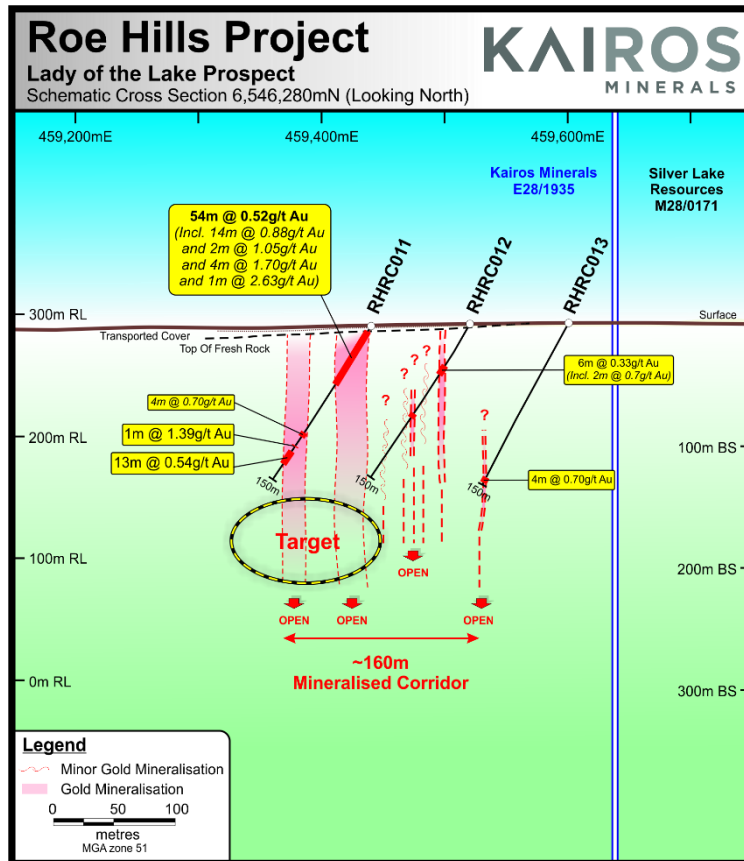 Roe Hills Project
Lady of the Lake Prospect
Schematic Cross Section 6,546,280mN (Looking North)
KAIROS
MINERALS
459,200mE
459,400mE
459,600mE
Kairos Minerals
E28/1935
Silver Lake
Resources
M28/0171
54m @ 0.52g/t Au
(Incl. 14m @ 0.88g/t Au
and 2m @ 1.05g/t Au
and 4m @ 1.70g/t Au
and 1m @ 2.63g/t Au)
RHRC011
RHRC012
RHRC013
300m RL
Surface
Transported Cover
Top Of Fresh Rock
?
?
?
?
?
?
6m @ 0.33g/t Au
(Incl. 2m @ 0.7g/t Au)
4m @ 0.70g/t Au
1m @ 1.39g/t Au
13m @ 0.54g/t Au
200m RL
100m BS
150m
150m
150m
4m @ 0.70g/t Au
Target
100m RL
200m BS
OPEN
OPEN
OPEN
OPEN
~160m
Mineralised Corridor
0m RL
300m BS
Legend
Minor Gold Mineralisation
Gold Mineralisation
0 50 100
metres
MGA zone 51